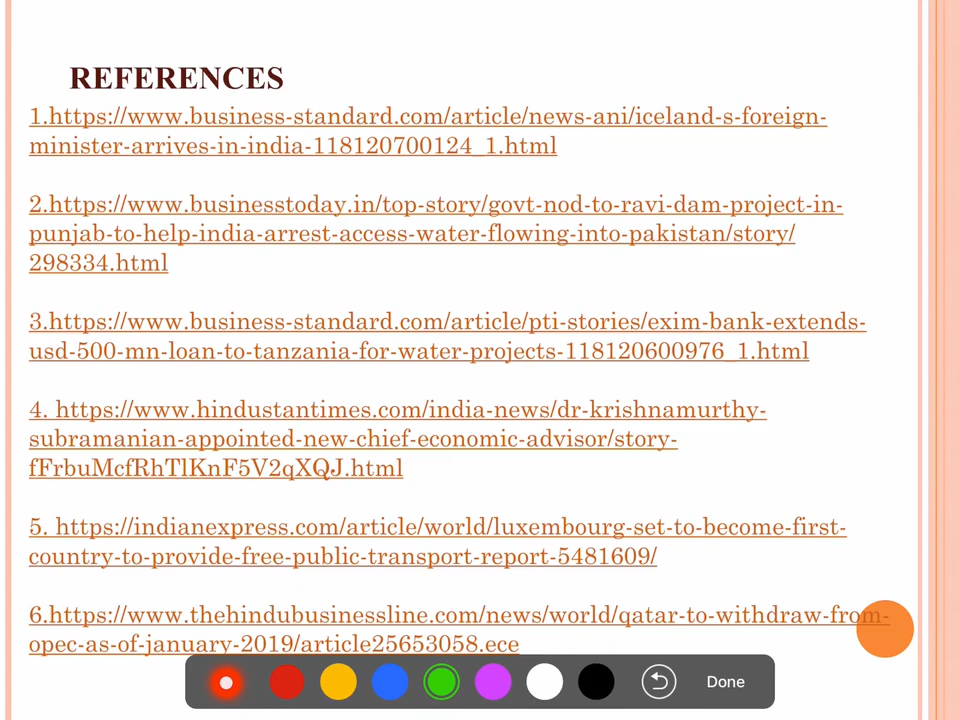 REFERENCES
1.https://www.business-standard.com/article/news-ani/iceland-s-foreign-
minister-arrives-in-india-118120700124_1.html
2.https://www.businesstoday.in/top-story/govt-nod-to-ravi-dam-project-in-
punjab-to-help-india-arrest-access-water-flowing-into-pakistan/story/
298334.html
3.https://www.business-standard.com/article/pti-stories/exim-bank-extends-
usd-500-mn-loan-to-tanzania-for-water-projects-118120600976_1.html
4. https://www.hindustantimes.com/india-news/dr-krishnamurthy-
subramanian-appointed-new-chief-economic-advisor/story-
fFrbuMcfRhTlKnF5V2qXQJ.html
5. https://indianexpress.com/article/world/luxembourg-set-to-become-first-
country-to-provide-free-public-transport-report-5481609/
6.https://www.thehindubusinessline.com/news/world/qatar-to-withdraw-from-
opec-as-of-january-2019/article25653058.ece
Done